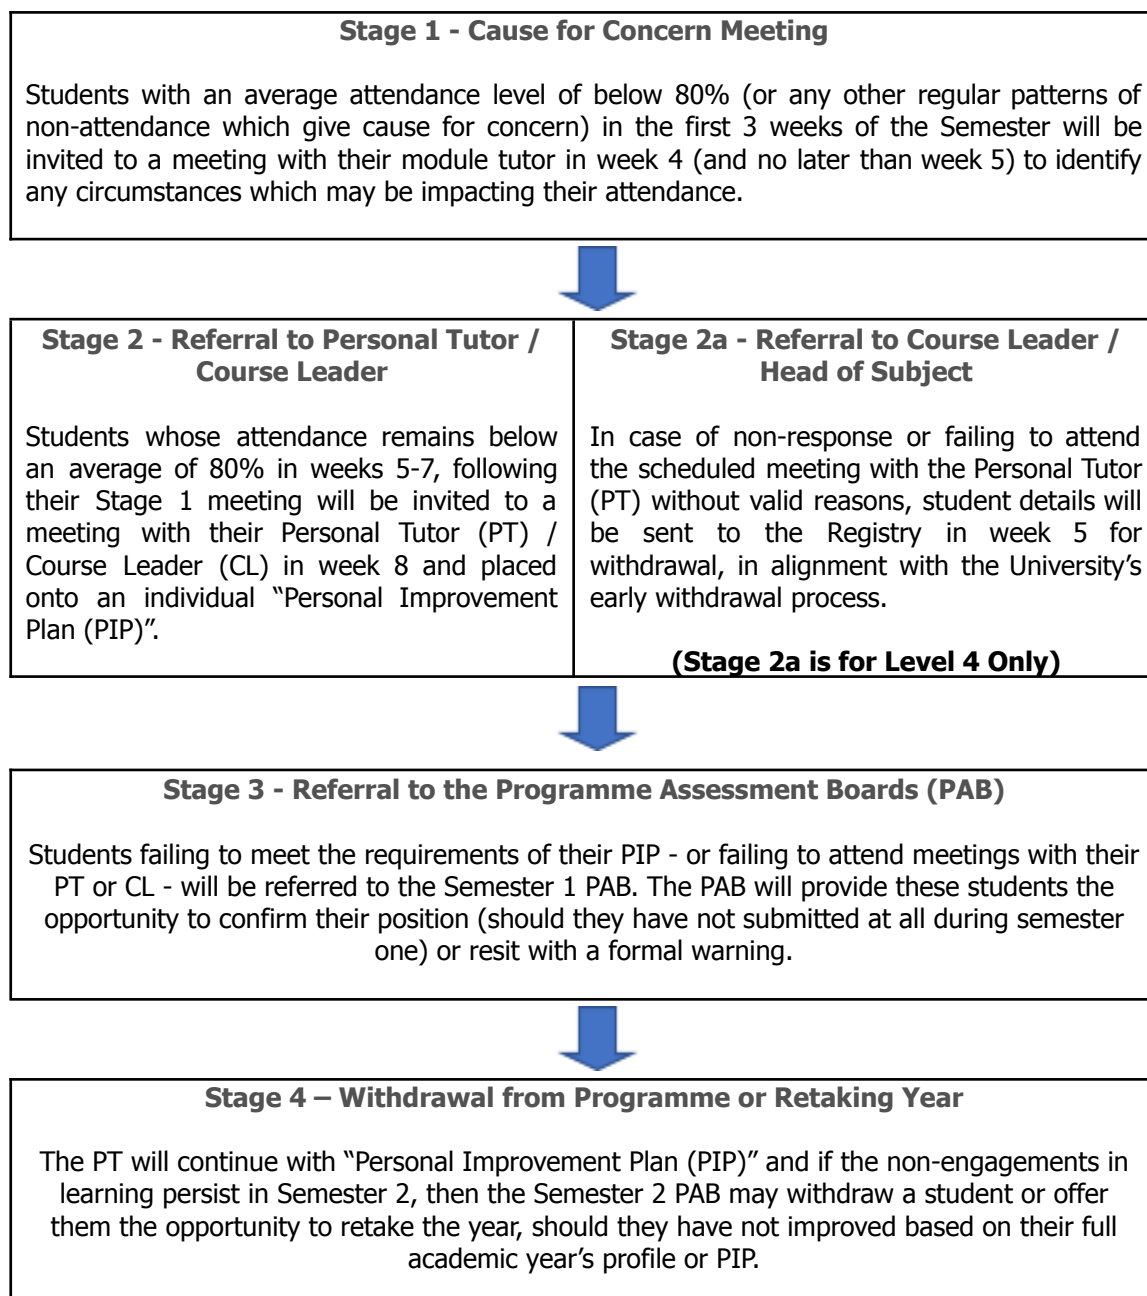 Stage 1 - Cause for Concern Meeting
Students with an average attendance level of below 80% (or any other regular patterns of
non-attendance which give cause for concern) in the first 3 weeks of the Semester will be
invited to a meeting with their module tutor in week 4 (and no later than week 5) to identify
any circumstances which may be impacting their attendance.
Stage 2 - Referral to Personal Tutor /
Course Leader
Students whose attendance remains below
an average of 80% in weeks 5-7, following
their Stage 1 meeting will be invited to a
meeting with their Personal Tutor (PT) /
Course Leader (CL) in week 8 and placed
onto an individual “Personal Improvement
Plan (PIP)”.
Stage 2a - Referral to Course Leader /
Head of Subject
In case of non-response or failing to attend
the scheduled meeting with the Personal Tutor
(PT) without valid reasons, student details will
be sent to the Registry in week 5 for
withdrawal, in alignment with the University’s
early withdrawal process.
(Stage 2a is for Level 4 Only)
Stage 3 - Referral to the Programme Assessment Boards (PAB)
Students failing to meet the requirements of their PIP - or failing to attend meetings with their
PT or CL - will be referred to the Semester 1 PAB. The PAB will provide these students the
opportunity to confirm their position (should they have not submitted at all during semester
one) or resit with a formal warning.
Stage 4 – Withdrawal from Programme or Retaking Year
The PT will continue with “Personal Improvement Plan (PIP)” and if the non-engagements in
learning persist in Semester 2, then the Semester 2 PAB may withdraw a student or offer
them the opportunity to retake the year, should they have not improved based on their full
academic year’s profile or PIP.